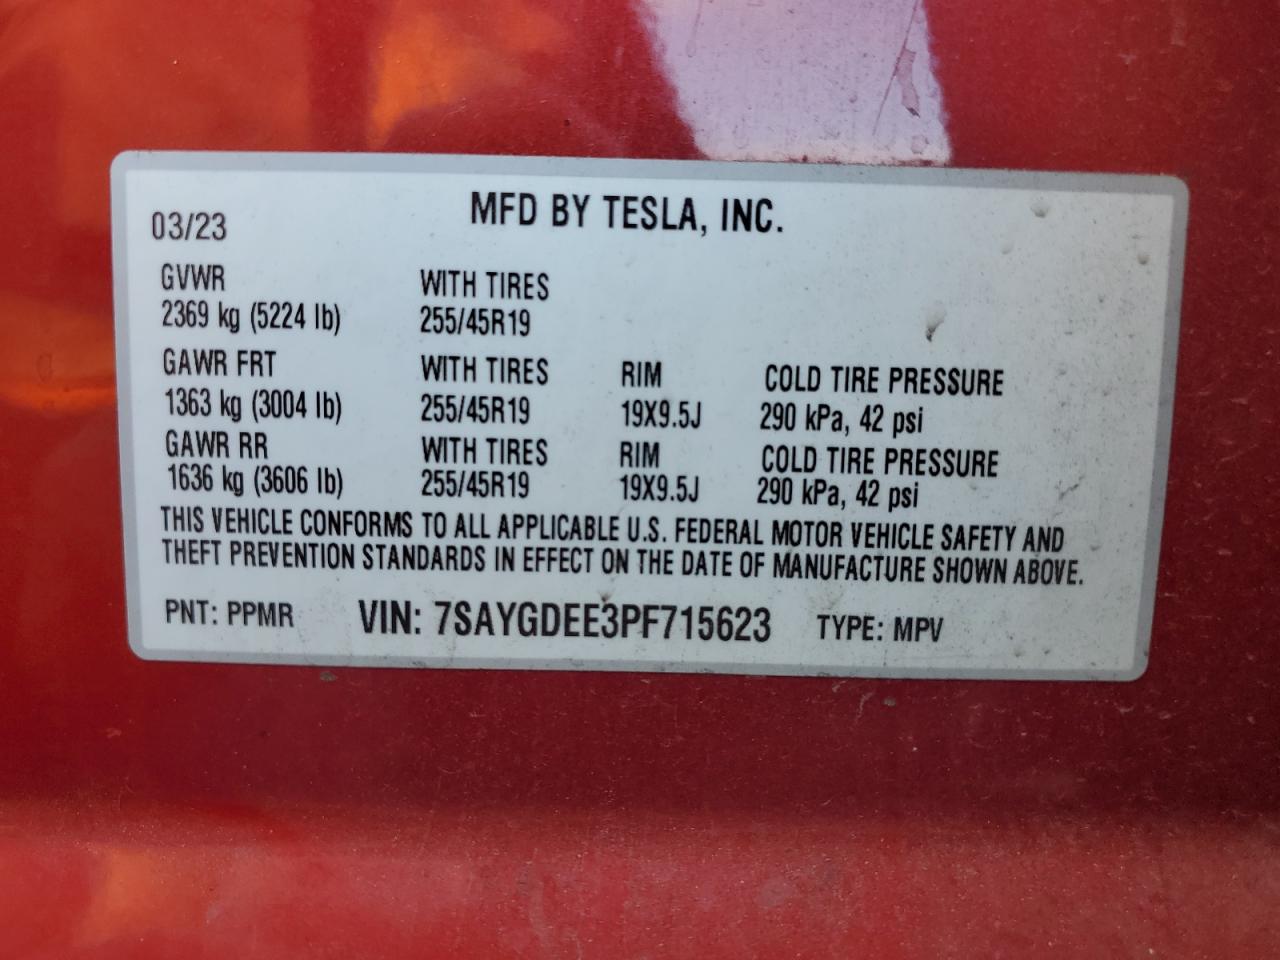 MFD BY TESLA, INC.
03/23
GVWR WITH TIRES
2369 kg (5224 lb) 255/45R19
GAWR FRT WITH TIRES RIM COLD TIRE PRESSURE
1363 kg (3004 lb) 255/45R19 19X9.5J 290 kPa, 42 psi
GAWR RR WITH TIRES RIM COLD TIRE PRESSURE
1636 kg (3606 lb) 255/45R19 19X9.5J 290 kPa, 42 psi
THIS VEHICLE CONFORMS TO ALL APPLICABLE U.S. FEDERAL MOTOR VEHICLE SAFETY AND
THEFT PREVENTION STANDARDS IN EFFECT ON THE DATE OF MANUFACTURE SHOWN ABOVE.
PNT: PPMR VIN: 7SAYGDEE3PF715623 TYPE: MPV